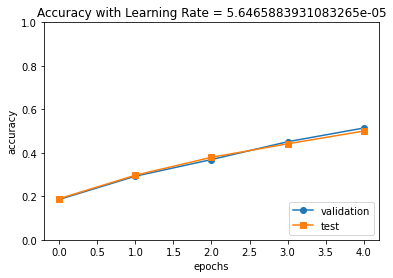 Accuracy with Learning Rate = 5.6465883931083265e-05
1.0
0.8
0.6
0.4
0.2
0.0
accuracy
0.0 0.5 1.0 1.5 2.0 2.5 3.0 3.5 4.0
epochs
validation
test